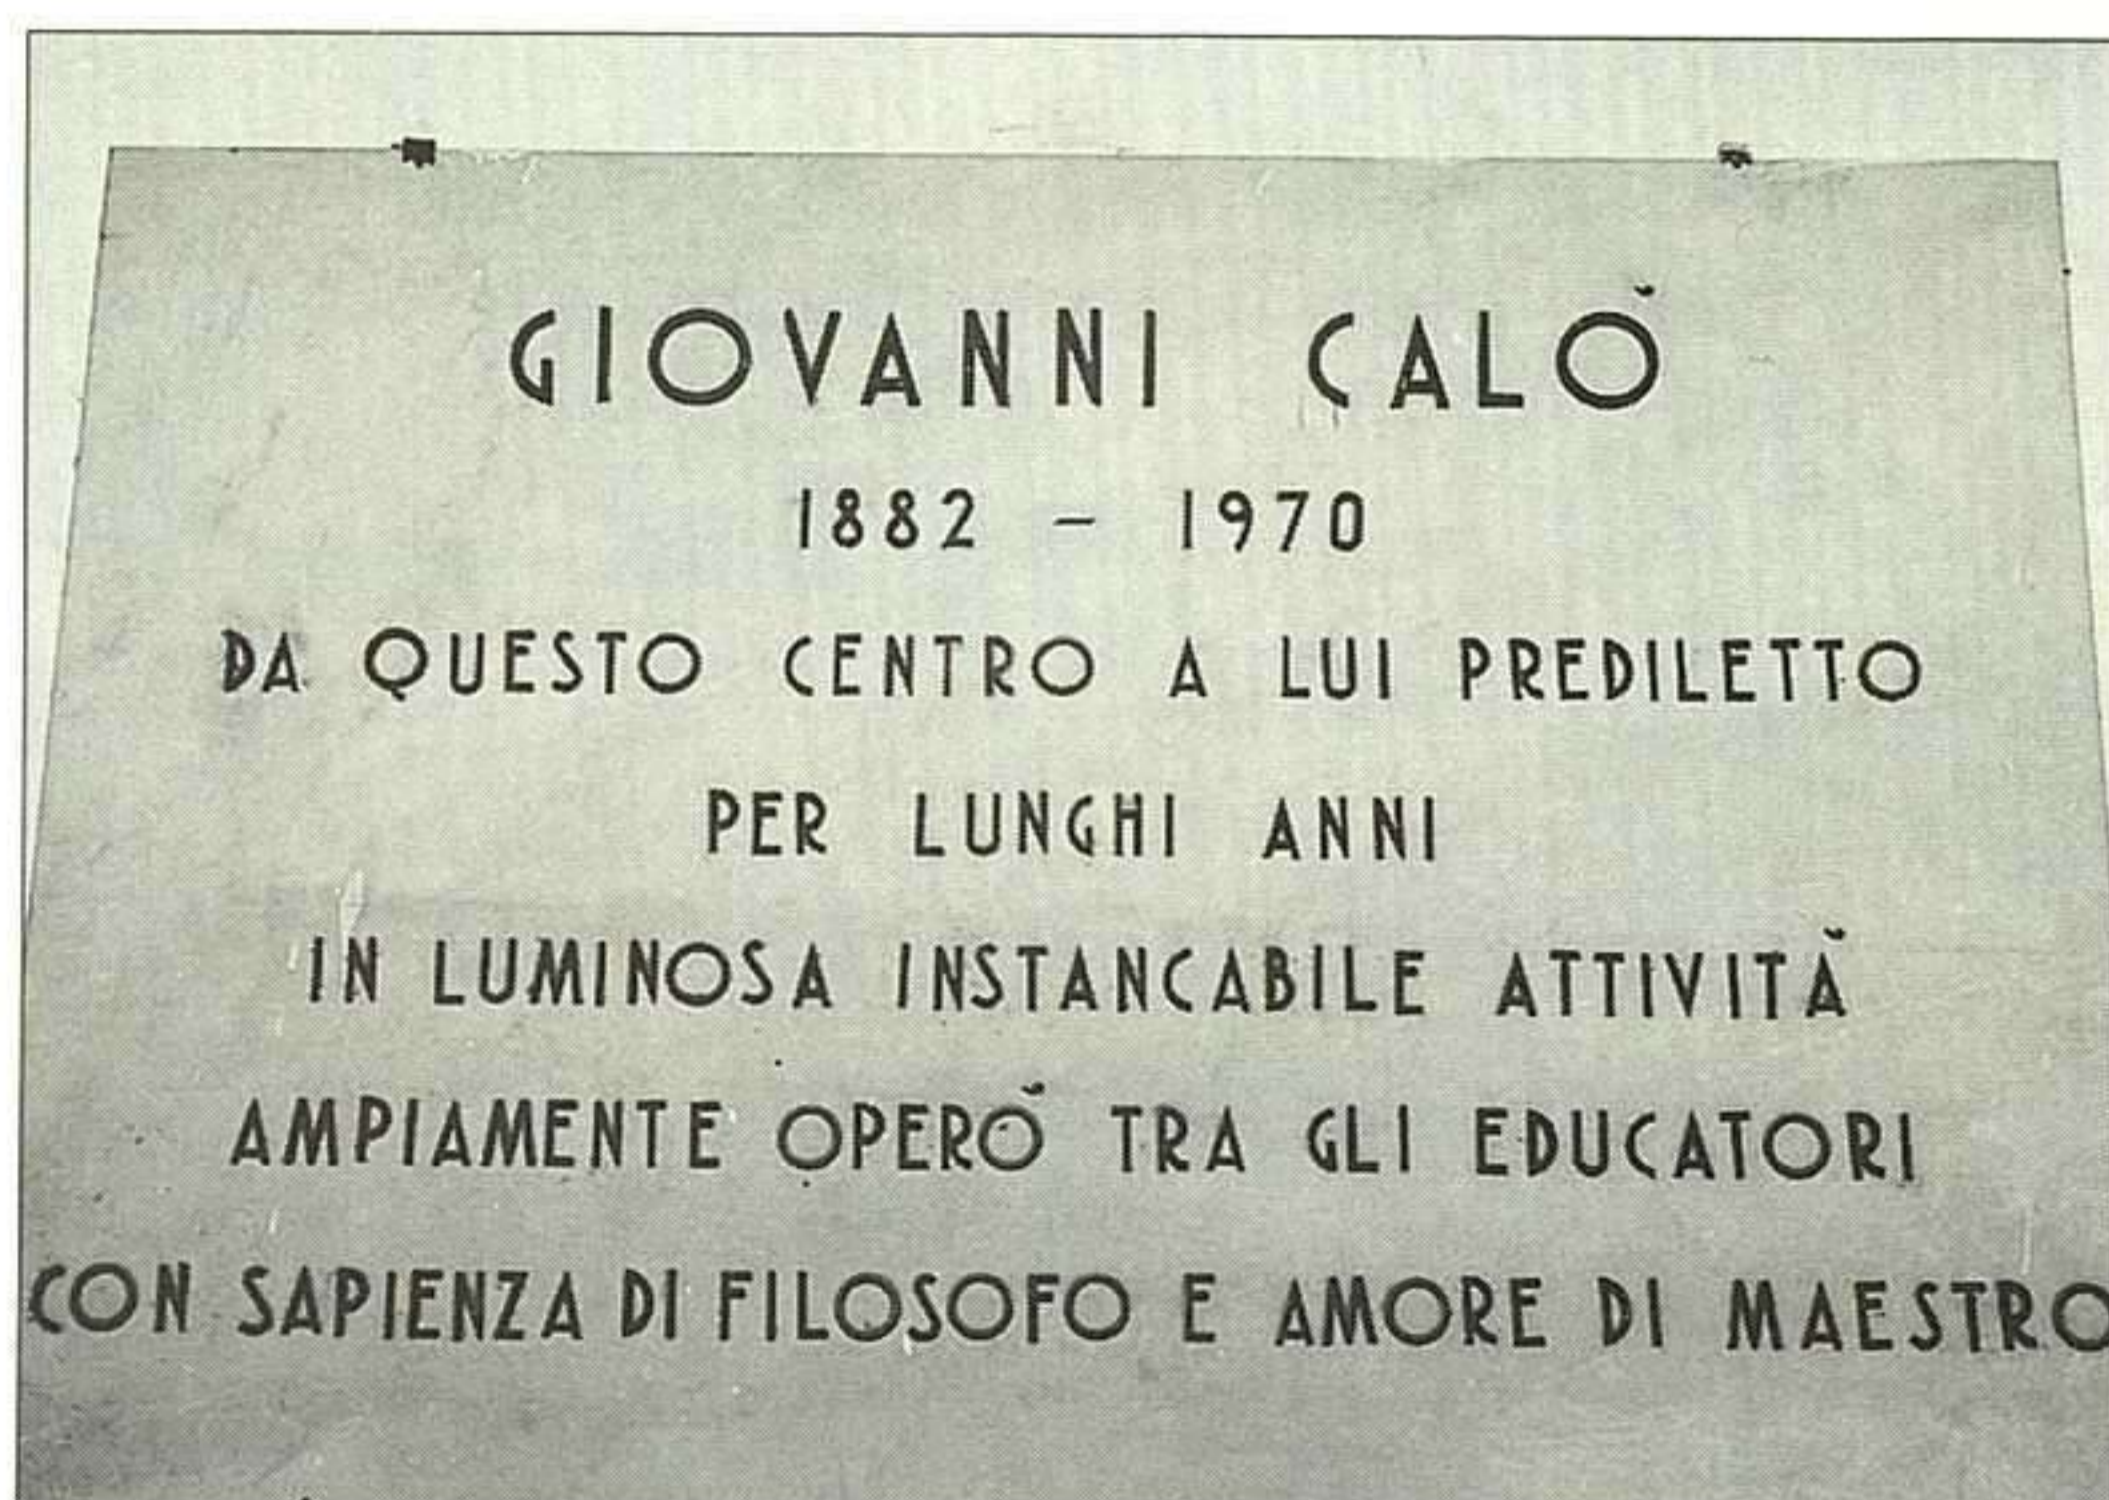 GIOVANNI CALÒ
1882 - 1970
DA QUESTO CENTRO A LUI PREDILETTO
PER LUNGHI ANNI
IN LUMINOSA INSTANCABILE ATTIVITÀ
AMPIAMENTE OPERÒ TRA GLI EDUCATORI
CON SAPIENZA DI FILOSOFO E AMORE DI MAESTRO